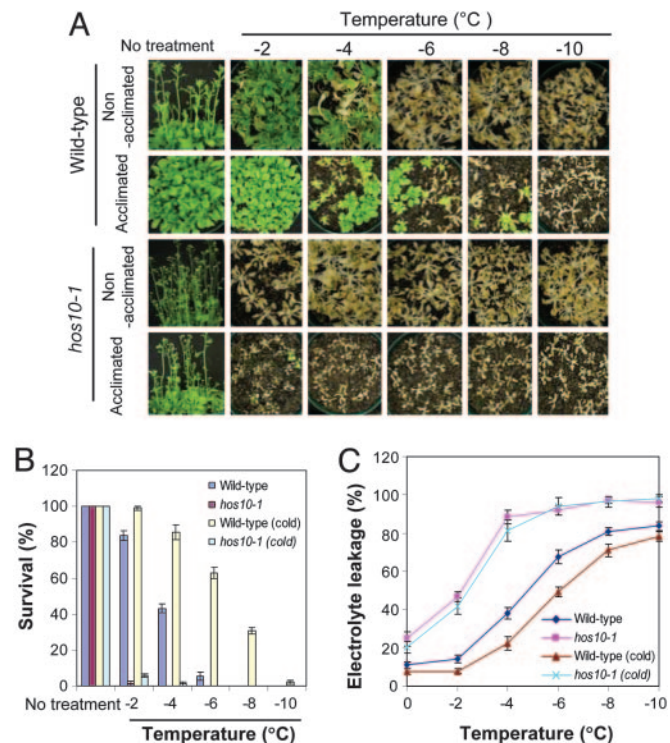 A
Temperature (°C )
No treatment
-2
-4
-6
-8
-10
Wild-type
Non
-acclimated
Acclimated
hos10-1
Non
-acclimated
Acclimated
B
Survival (%)
120
100
80
60
40
20
0
Wild-type
hos10-1
Wild-type (cold)
hos10-1 (cold)
No treatment
-2
-4
-6
-8
-10
Temperature (°C)
C
Electrolyte leakage (%)
120
100
80
60
40
20
0
Wild-type
hos10-1
Wild-type (cold)
hos10-1 (cold)
0
-2
-4
-6
-8
-10
Temperature (°C)